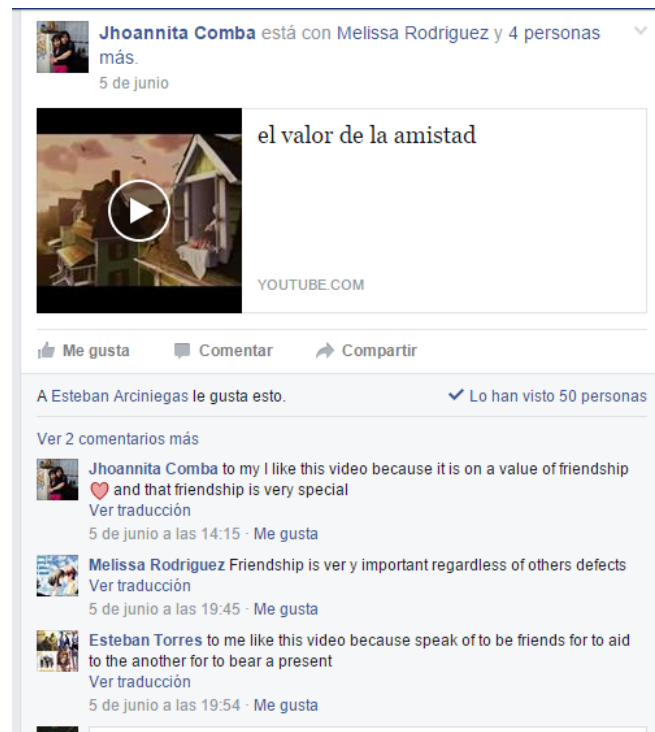 Jhoannita Comba está con Melissa Rodriguez y 4 personas
más.
5 de junio
el valor de la amistad
YOUTUBE.COM
Me gusta Comentar Compartir
A Esteban Arciniegas le gusta esto. Lo han visto 50 personas
Ver 2 comentarios más
Jhoannita Comba to my I like this video because it is on a value of friendship
and that friendship is very special
Ver traducción
5 de junio a las 14:15 · Me gusta
Melissa Rodriguez Friendship is ver y important regardless of others defects
Ver traducción
5 de junio a las 19:45 · Me gusta
Esteban Torres to me like this video because speak of to be friends for to aid
to the another for to bear a present
Ver traducción
5 de junio a las 19:54 · Me gusta